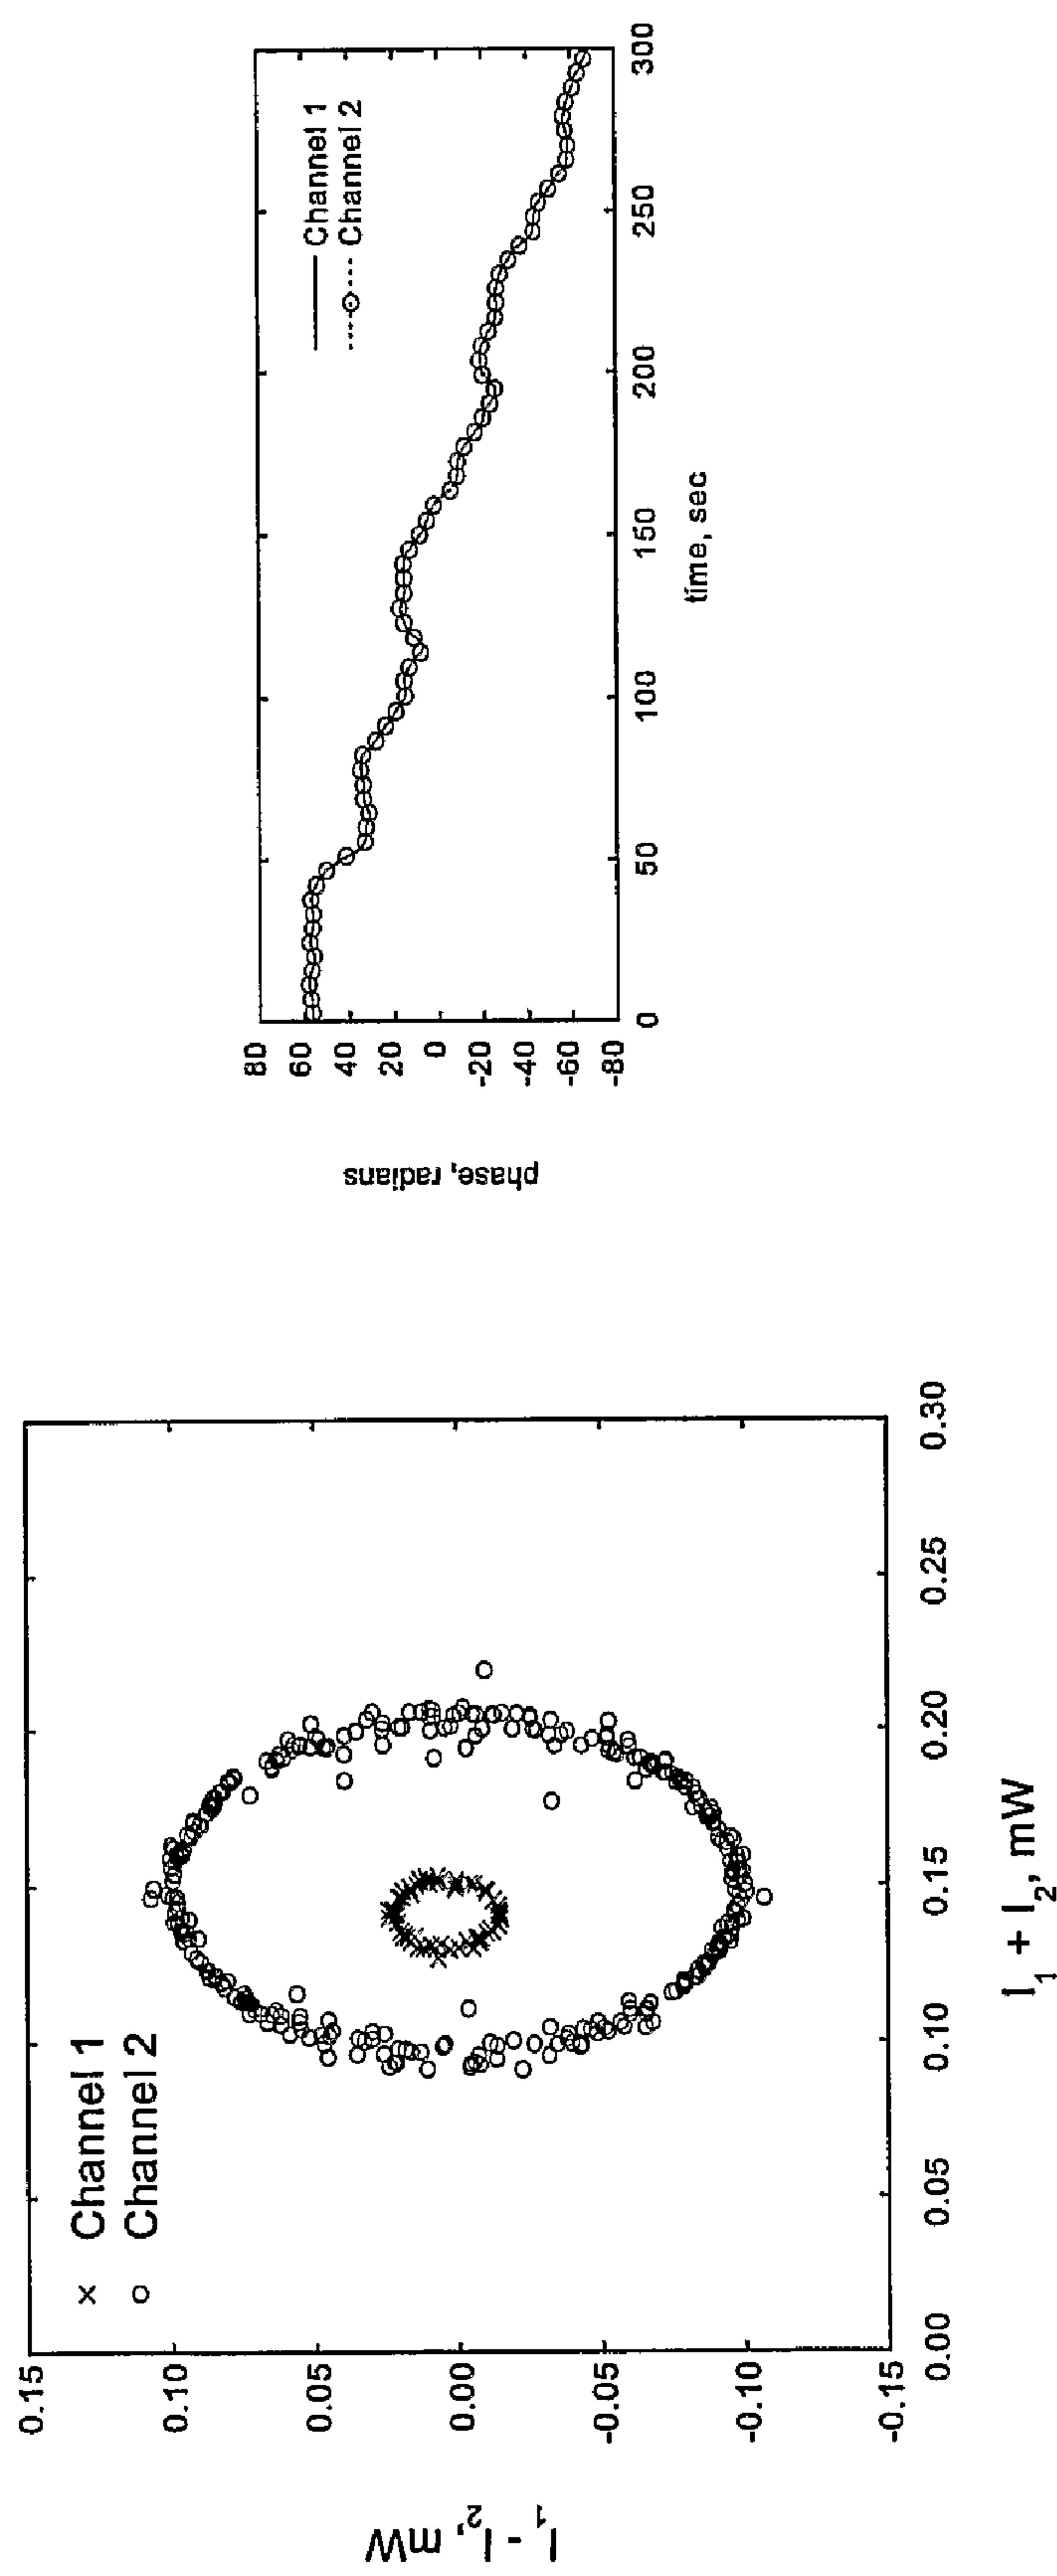 I1 - I2, mW
0.15
0.10
0.05
0.00
-0.05
-0.10
-0.15
x Channel 1
o Channel 2
0.00 0.05 0.10 0.15 0.20 0.25 0.30
I1 + I2, mW
phase, radians
80
60
40
20
0
-20
-40
-60
-80
Channel 1
Channel 2
0 50 100 150 200 250 300
time, sec